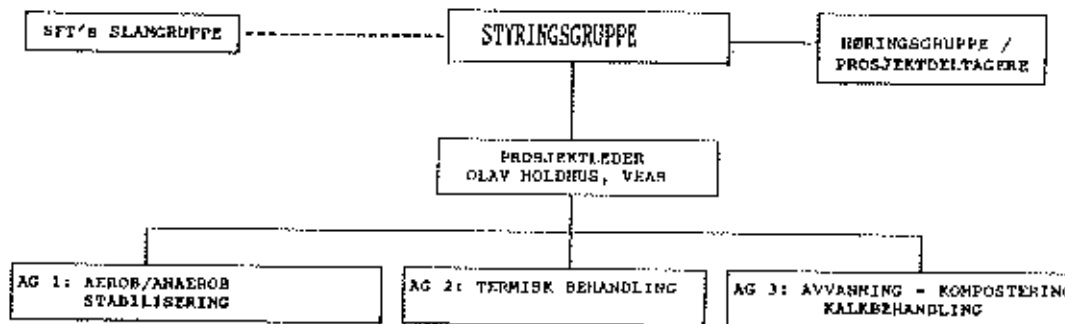 SFT's SLAMGRUPPE
STYRINGSGRUPPE
HØRINGSGRUPPE /
PROSJEKTDELTAGERE
PROSJEKTLEDER
OLAV HOLDHUS, VEAS
AG 1: AEROB/ANAEROB
STABILISERING
AG 2: TERMISK BEHANDLING
AG 3: AVVANNING - KOMPOSTERING
KALKBEHANDLING